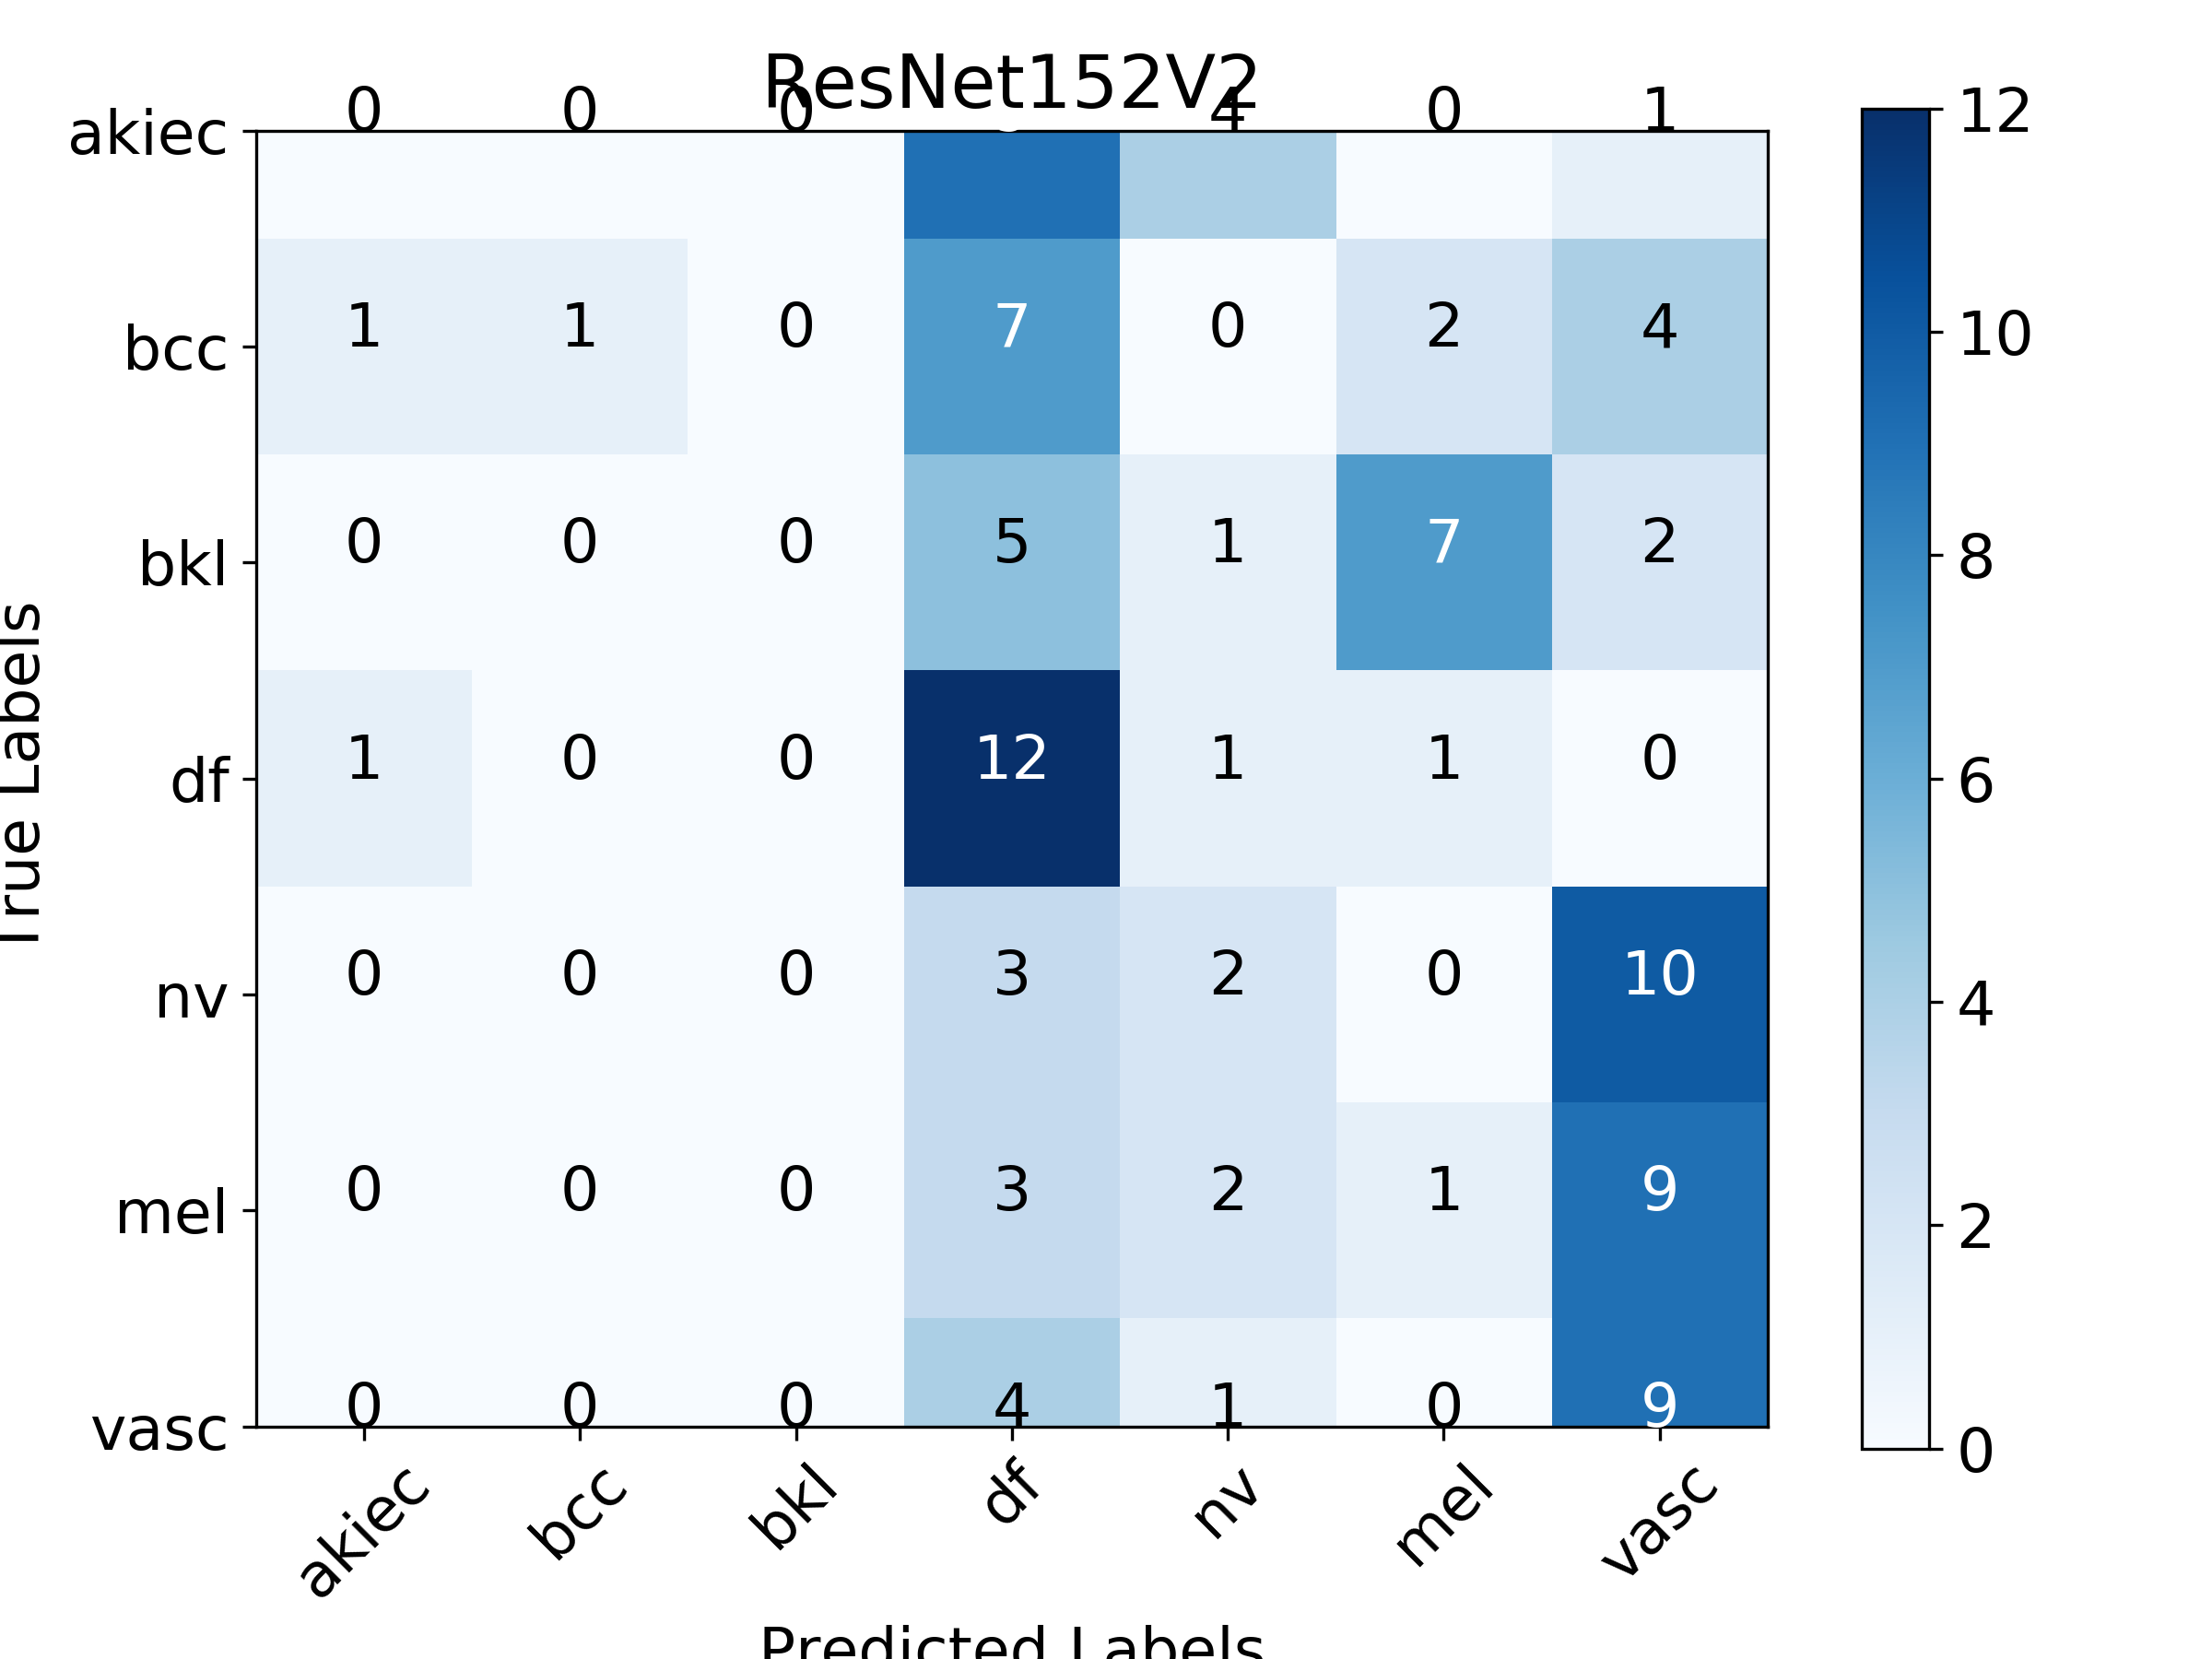 ResNet152V2
akiec 0 0 0 4 0 1
bcc 1 1 0 7 0 2 4
bkl 0 0 0 5 1 7 2
df 1 0 0 12 1 1 0
nv 0 0 0 3 2 0 10
mel 0 0 0 3 2 1 9
vasc 0 0 0 4 1 0 9
akiec bcc bkl df nv mel vasc
Predicted Labels
True Labels
12
10
8
6
4
2
0